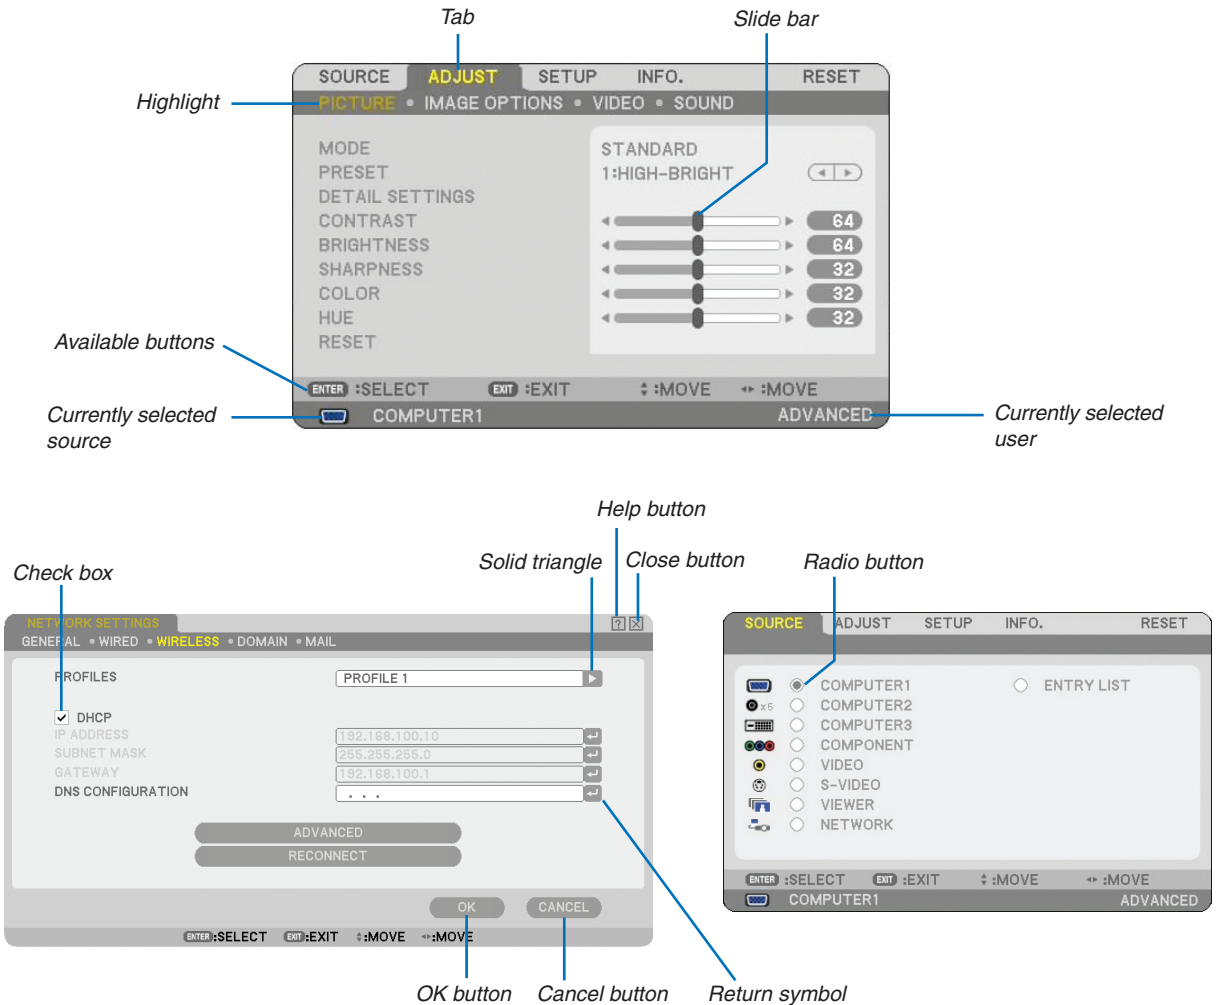 Tab
Slide bar
SOURCE ADJUST SETUP INFO. RESET
Highlight
PICTURE • IMAGE OPTIONS • VIDEO • SOUND
MODE STANDARD
PRESET 1:HIGH-BRIGHT
DETAIL SETTINGS
CONTRAST 64
BRIGHTNESS 64
SHARPNESS 32
COLOR 32
HUE 32
RESET
Available buttons
ENTER :SELECT EXIT :EXIT :MOVE :MOVE
Currently selected
source
COMPUTER1 ADVANCED
Currently selected
user
Help button
Check box
Solid triangle
Close button
Radio button
NETWORK SETTINGS ? X
GENERAL • WIRED • WIRELESS • DOMAIN • MAIL
PROFILES PROFILE 1
DHCP
IP ADDRESS 192.168.100.10
SUBNET MASK 255.255.255.0
GATEWAY 192.168.100.1
DNS CONFIGURATION . . .
ADVANCED
RECONNECT
OK CANCEL
ENTER:SELECT EXIT:EXIT :MOVE :MOVE
SOURCE ADJUST SETUP INFO. RESET
COMPUTER1 ENTRY LIST
x5 COMPUTER2
COMPUTER3
COMPONENT
VIDEO
S-VIDEO
VIEWER
NETWORK
ENTER :SELECT EXIT :EXIT :MOVE :MOVE
COMPUTER1 ADVANCED
OK button
Cancel button
Return symbol